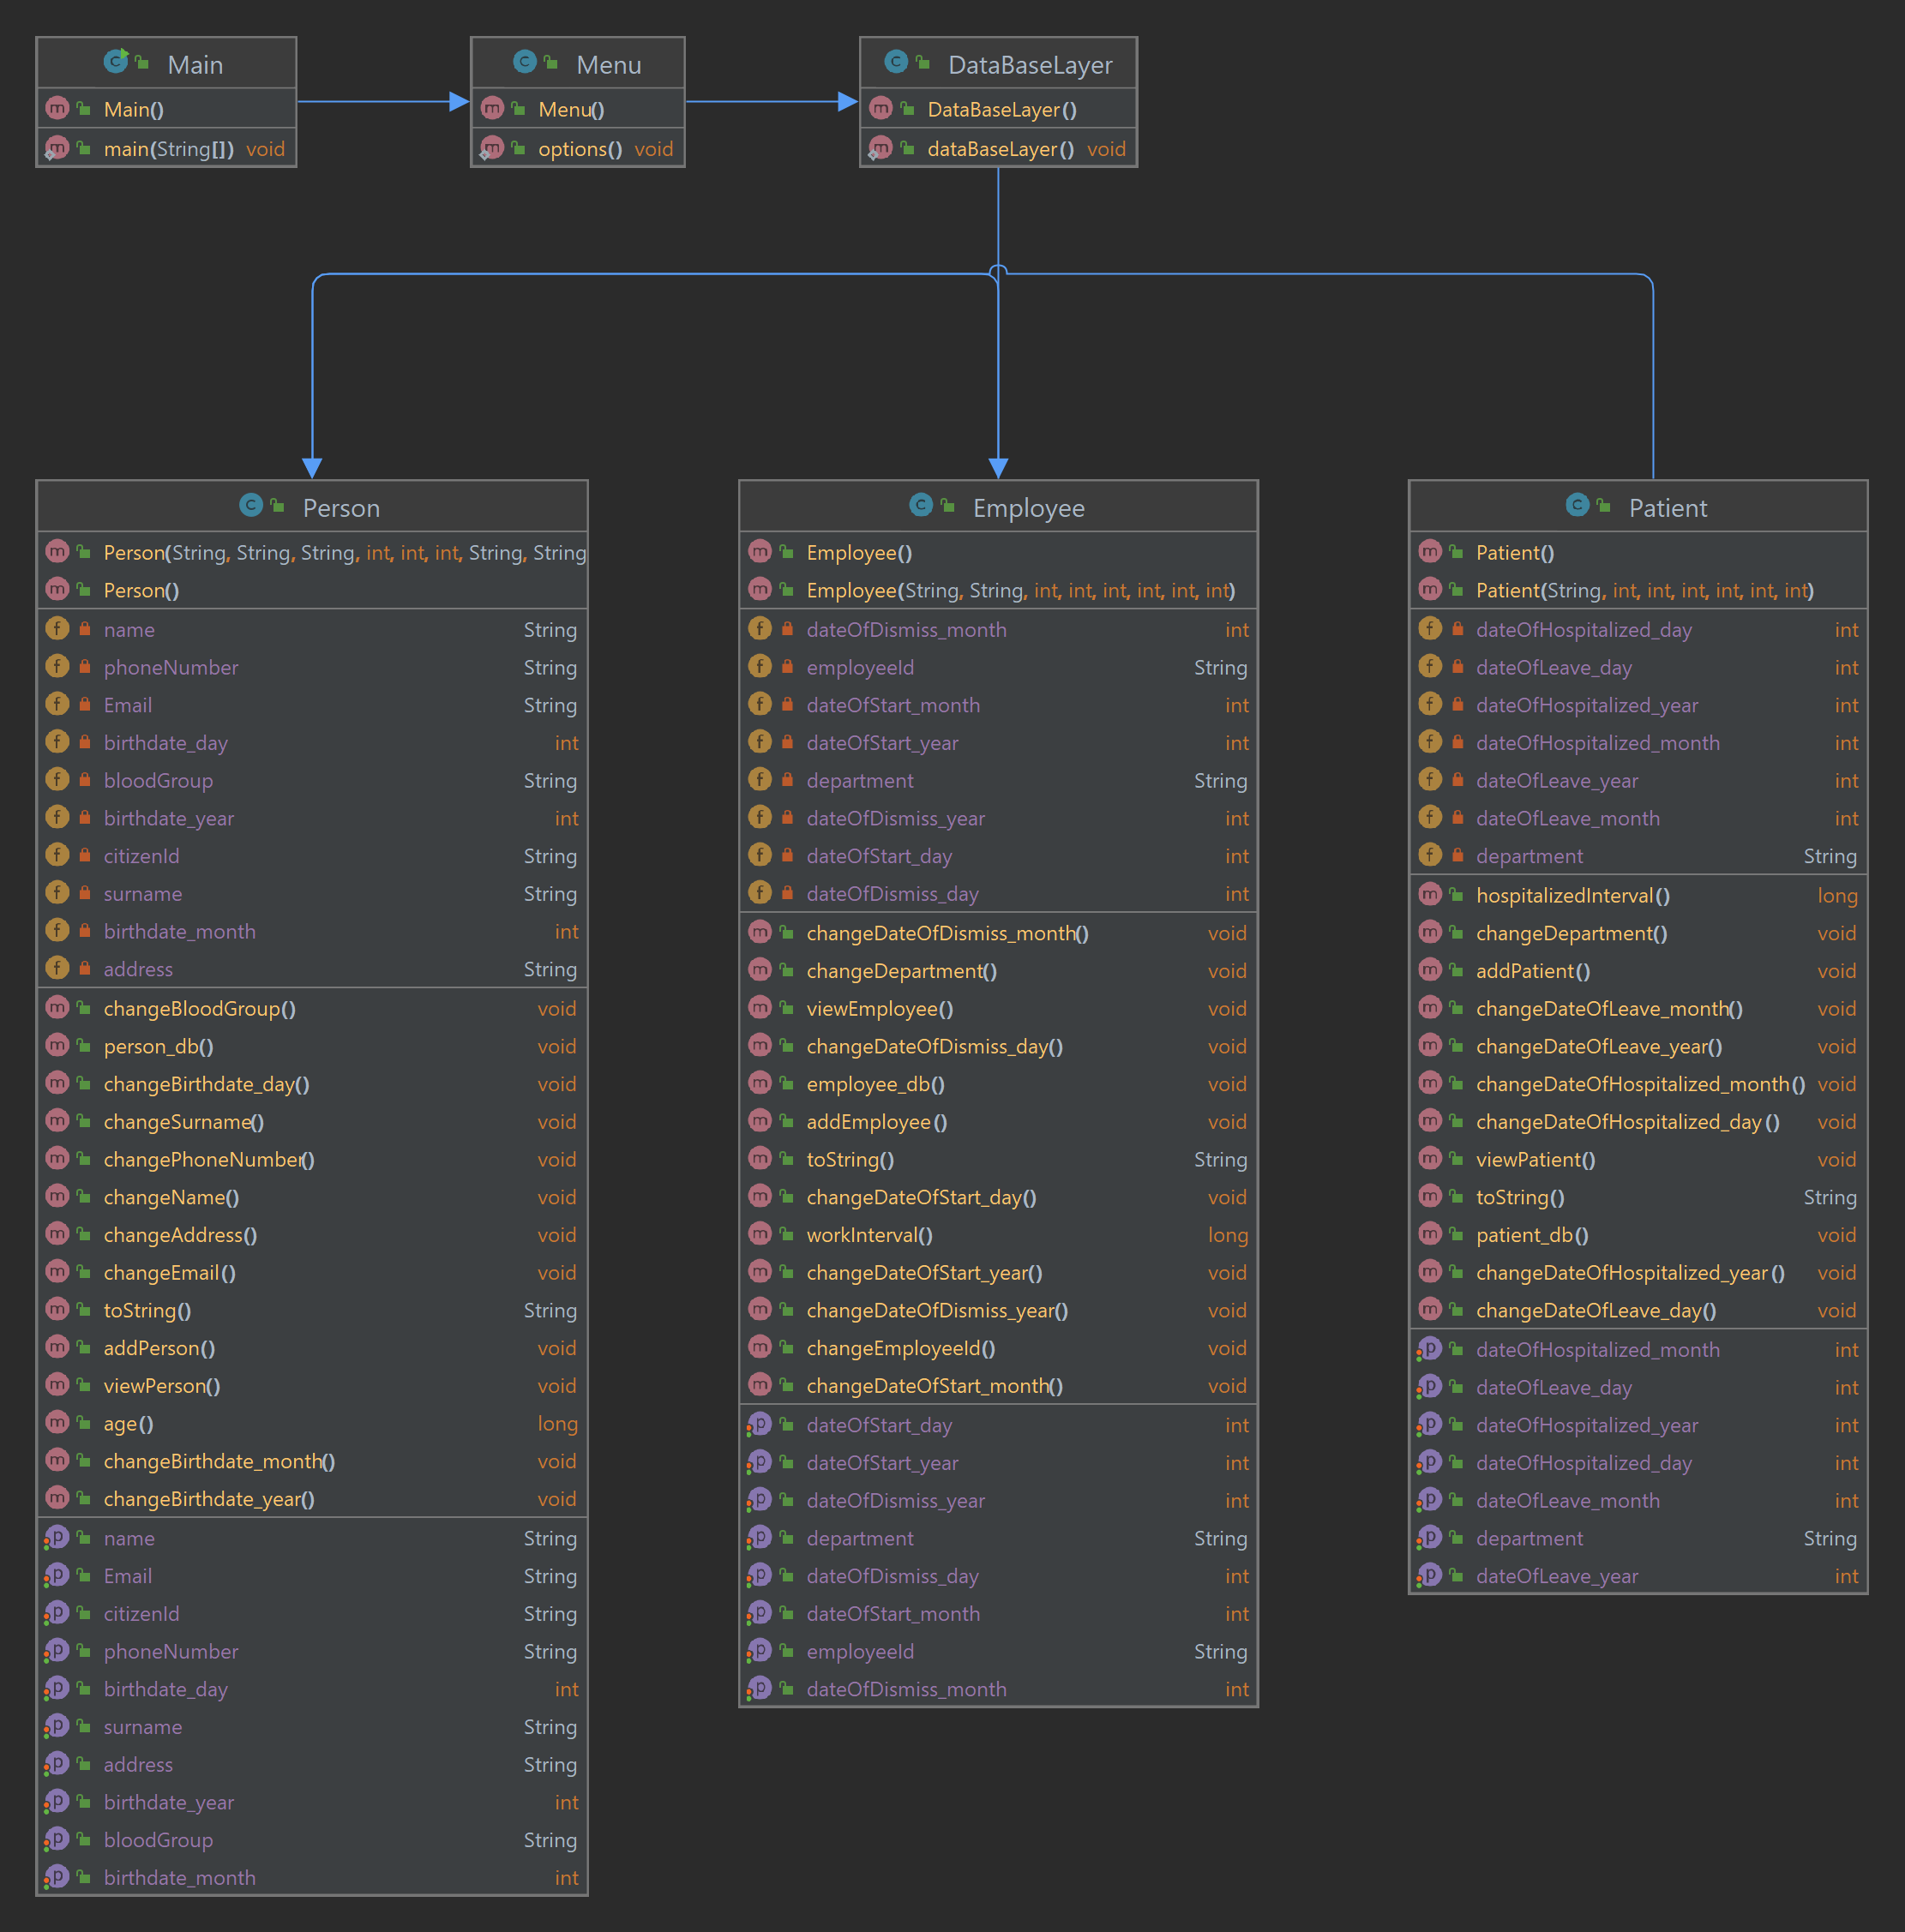 Main
Main()
main(String[]) void
Menu
Menu()
options() void
DataBaseLayer
DataBaseLayer()
dataBaseLayer() void
Person
Person(String, String, String, int, int, int, String, String
Person()
name String
phoneNumber String
Email String
birthdate_day int
bloodGroup String
birthdate_year int
citizenId String
surname String
birthdate_month int
address String
changeBloodGroup() void
person_db() void
changeBirthdate_day() void
changeSurname() void
changePhoneNumber() void
changeName() void
changeAddress() void
changeEmail() void
toString() String
addPerson() void
viewPerson() void
age() long
changeBirthdate_month() void
changeBirthdate_year() void
name String
Email String
citizenId String
phoneNumber String
birthdate_day int
surname String
address String
birthdate_year int
bloodGroup String
birthdate_month int
Employee
Employee()
Employee(String, String, int, int, int, int, int, int)
dateOfDismiss_month int
employeeId String
dateOfStart_month int
dateOfStart_year int
department String
dateOfDismiss_year int
dateOfStart_day int
dateOfDismiss_day int
changeDateOfDismiss_month() void
changeDepartment() void
viewEmployee() void
changeDateOfDismiss_day() void
employee_db() void
addEmployee() void
toString() String
changeDateOfStart_day() void
workInterval() long
changeDateOfStart_year() void
changeDateOfDismiss_year() void
changeEmployeeId() void
changeDateOfStart_month() void
dateOfStart_day int
dateOfStart_year int
dateOfDismiss_year int
department String
dateOfDismiss_day int
dateOfStart_month int
employeeId String
dateOfDismiss_month int
Patient
Patient()
Patient(String, int, int, int, int, int, int)
dateOfHospitalized_day int
dateOfLeave_day int
dateOfHospitalized_year int
dateOfHospitalized_month int
dateOfLeave_year int
dateOfLeave_month int
department String
hospitalizedInterval() long
changeDepartment() void
addPatient() void
changeDateOfLeave_month() void
changeDateOfLeave_year() void
changeDateOfHospitalized_month() void
changeDateOfHospitalized_day() void
viewPatient() void
toString() String
patient_db() void
changeDateOfHospitalized_year() void
changeDateOfLeave_day() void
dateOfHospitalized_month int
dateOfLeave_day int
dateOfHospitalized_year int
dateOfHospitalized_day int
dateOfLeave_month int
department String
dateOfLeave_year int